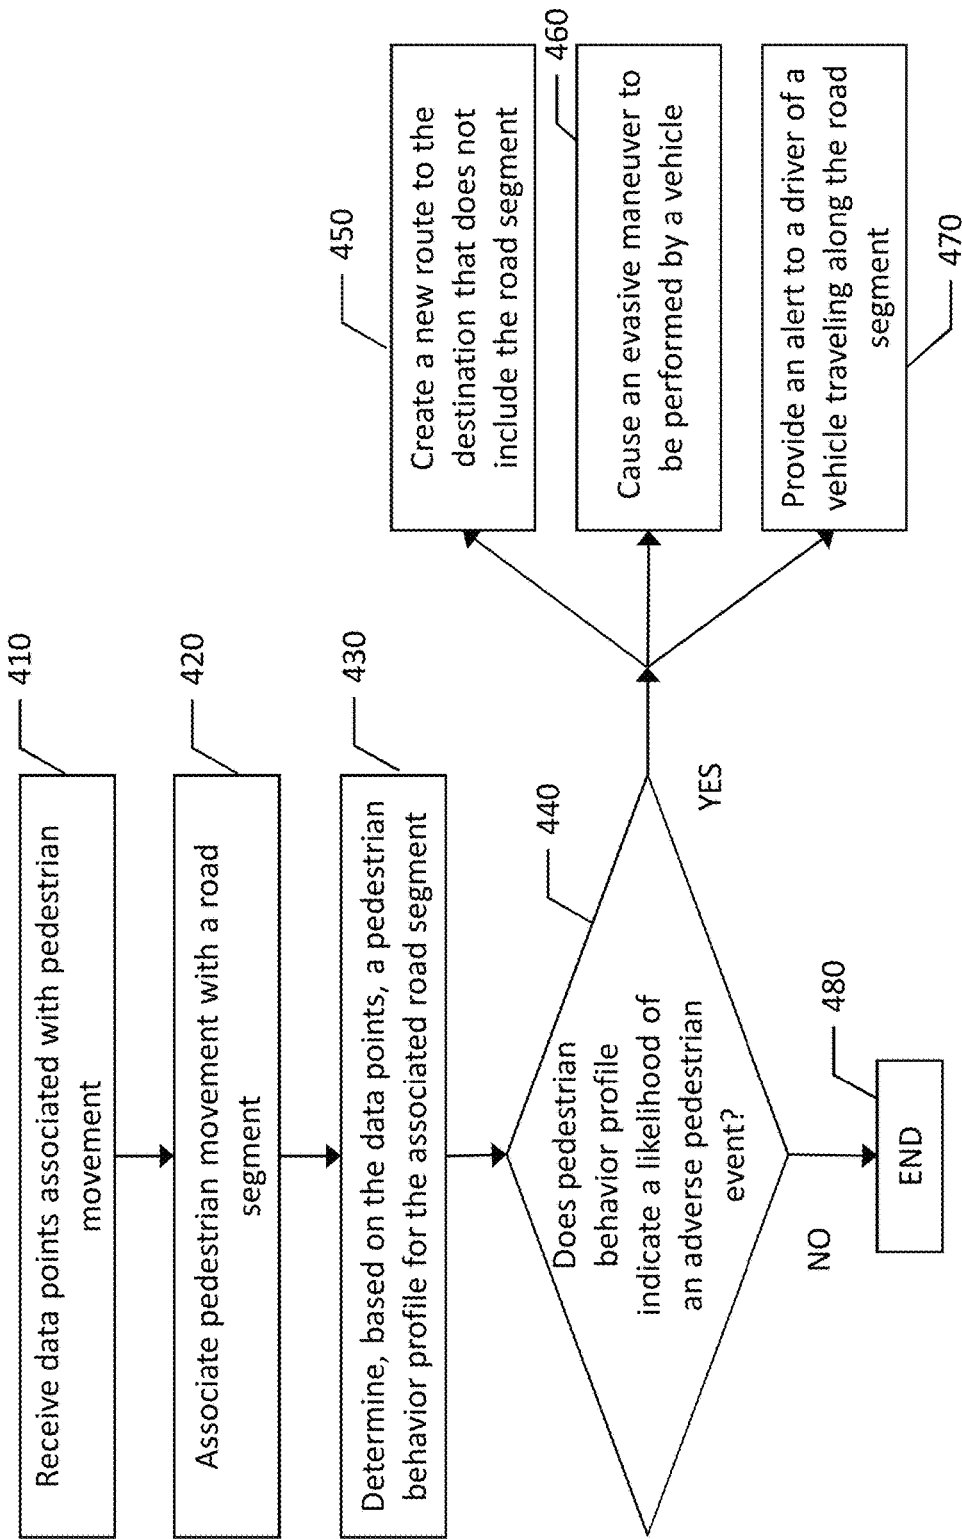 410
Receive data points associated with pedestrian
movement
420
Associate pedestrian movement with a road
segment
430
Determine, based on the data points, a pedestrian
behavior profile for the associated road segment
440
Does pedestrian
behavior profile
indicate a likelihood of
an adverse pedestrian
event?
YES
NO
450
Create a new route to the
destination that does not
include the road segment
460
Cause an evasive maneuver to
be performed by a vehicle
Provide an alert to a driver of a
vehicle traveling along the road
segment
470
480
END